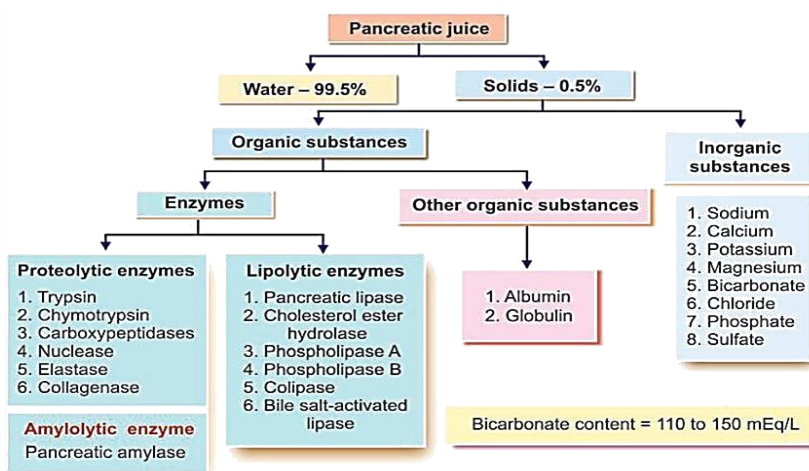 Pancreatic juice
Water – 99.5%
Solids – 0.5%
Organic substances
Inorganic
substances
Enzymes
Other organic substances
Proteolytic enzymes
1. Trypsin
2. Chymotrypsin
3. Carboxypeptidases
4. Nuclease
5. Elastase
6. Collagenase
Amylolytic enzyme
Pancreatic amylase
Lipolytic enzymes
1. Pancreatic lipase
2. Cholesterol ester
hydrolase
3. Phospholipase A
4. Phospholipase B
5. Colipase
6. Bile salt-activated
lipase
1. Albumin
2. Globulin
1. Sodium
2. Calcium
3. Potassium
4. Magnesium
5. Bicarbonate
6. Chloride
7. Phosphate
8. Sulfate
Bicarbonate content = 110 to 150 mEq/L